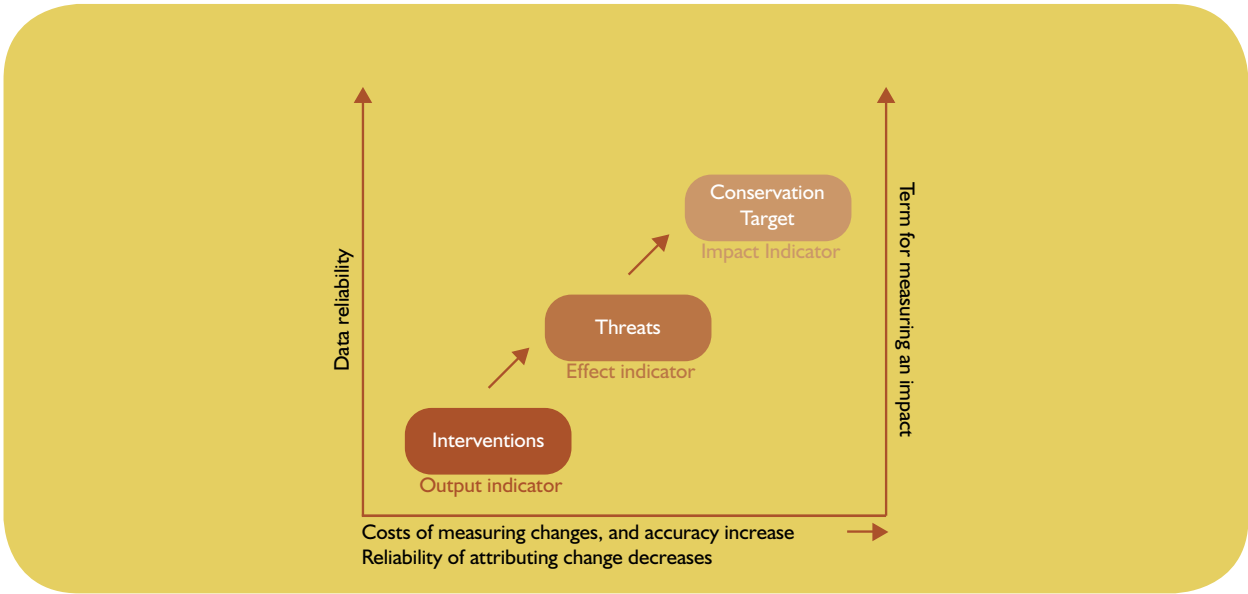 Data reliability
Conservation
Target
Impact Indicator
Threats
Effect indicator
Interventions
Output indicator
Term for measuring an impact
Costs of measuring changes, and accuracy increase
Reliability of attributing change decreases